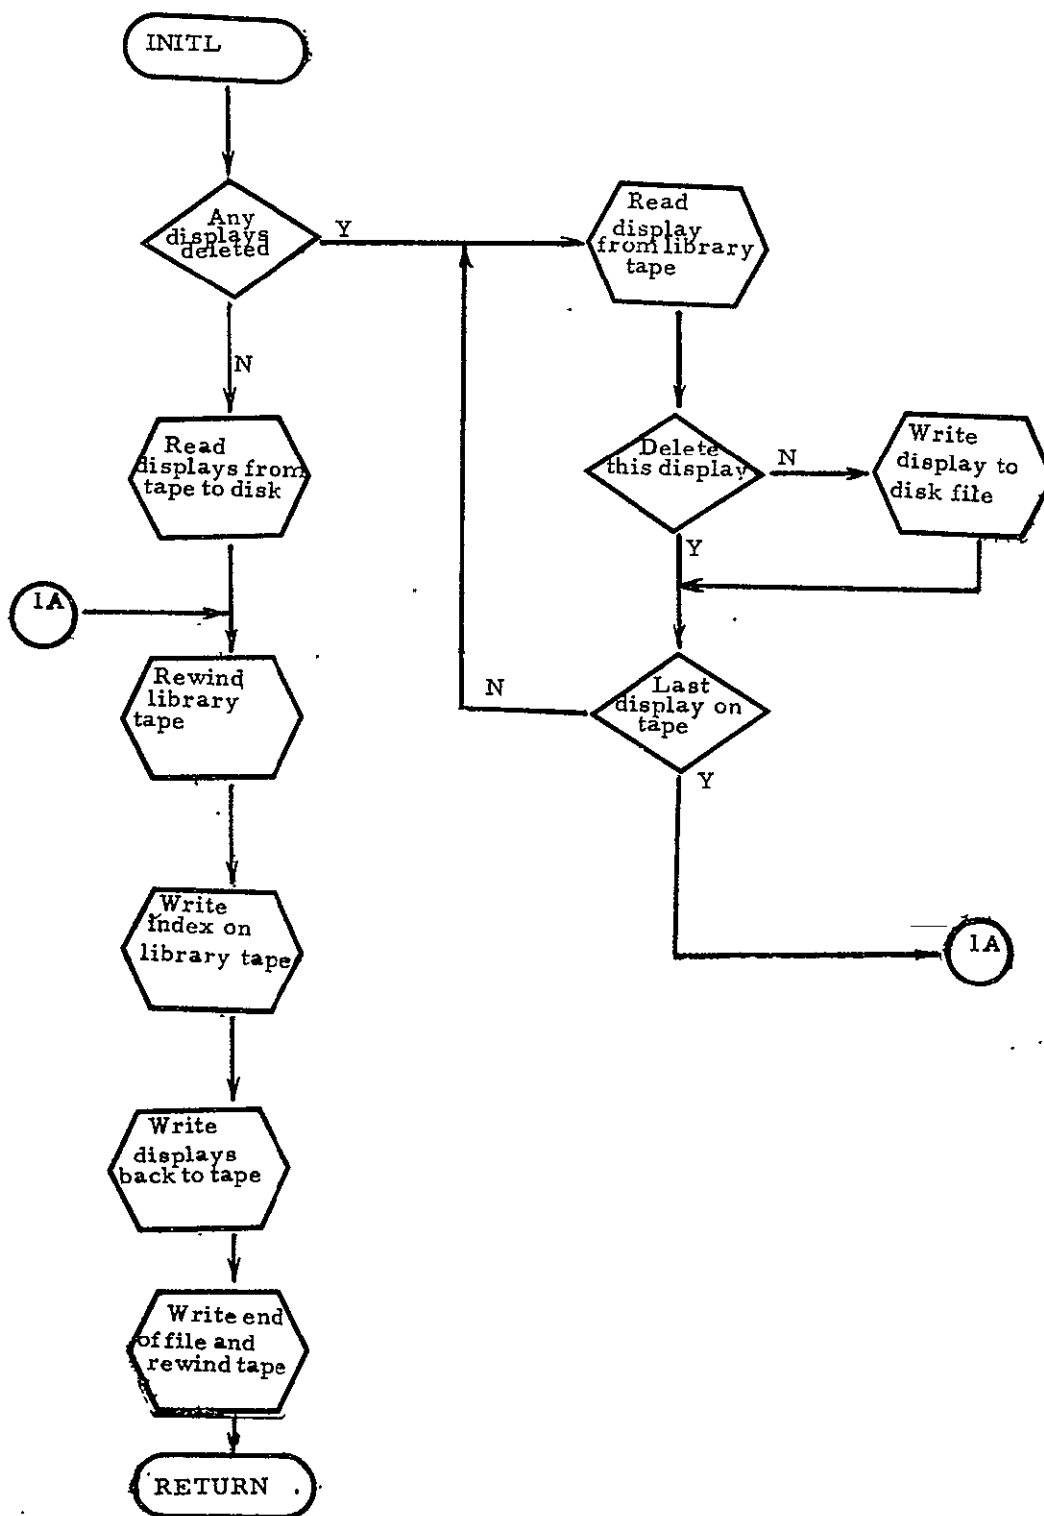 INITL
Any
displays
deleted
Y
N
Read
display
from library
tape
Read
displays from
tape to disk
Delete
this display
N
Y
Write
display to
disk file
1A
Rewind
library
tape
Last
display on
tape
N
Y
Write
index on
library tape
1A
Write
displays
back to tape
Write end
of file and
rewind tape
RETURN